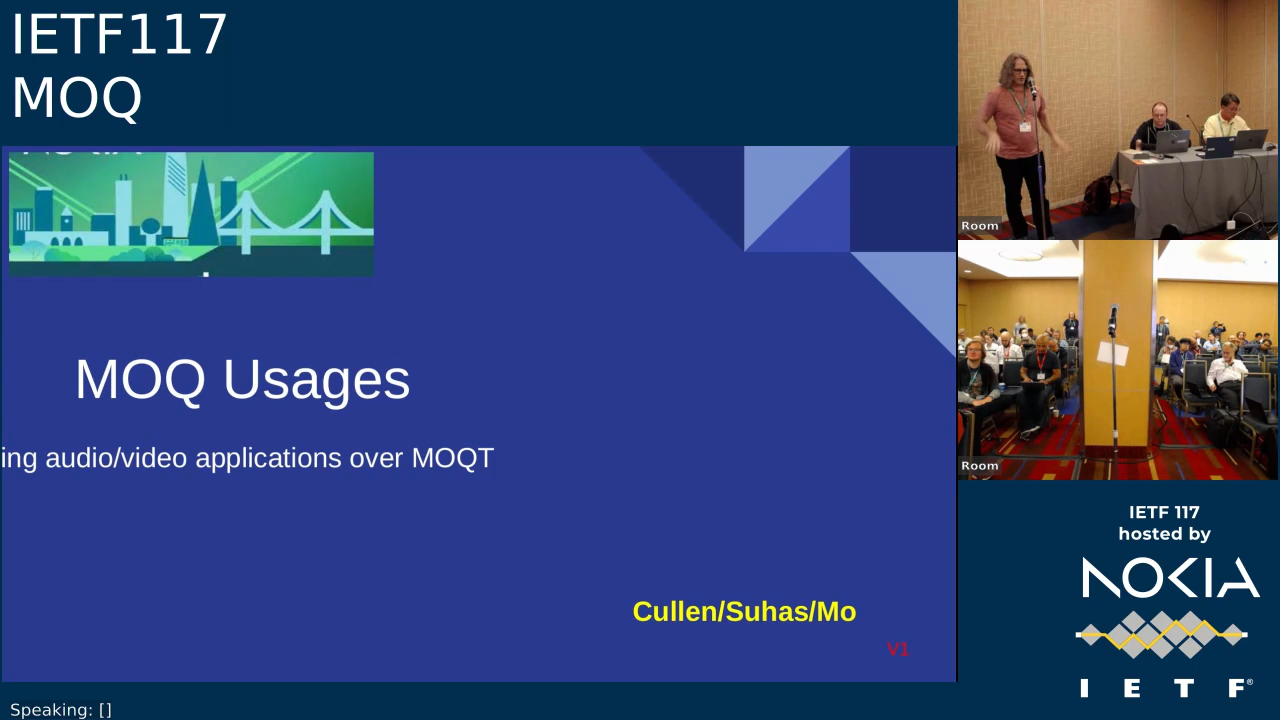 IETF117
MOQ
MOQ Usages
ing audio/video applications over MOQT
Cullen/Suhas/Mo
V1
Speaking: []
Room
Room
IETF 117
hosted by
NOKIA
I E T F®